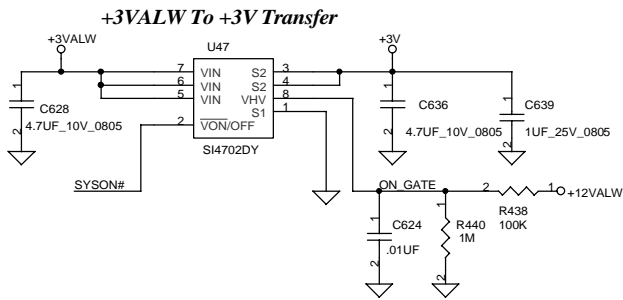 +3VALW To +3V Transfer
+3VALW
U47
+3V
7 VIN S2 3
6 VIN S2 4
5 VIN VHV 8
S1 1
2 VON/OFF
SI4702DY
1
C628
2
4.7UF_10V_0805
1
C636
2
4.7UF_10V_0805
1
C639
2
1UF_25V_0805
SYSON#
ON_GATE
2 1
+12VALW
R438
100K
1
C624
.01UF
2
1
R440
1M
2